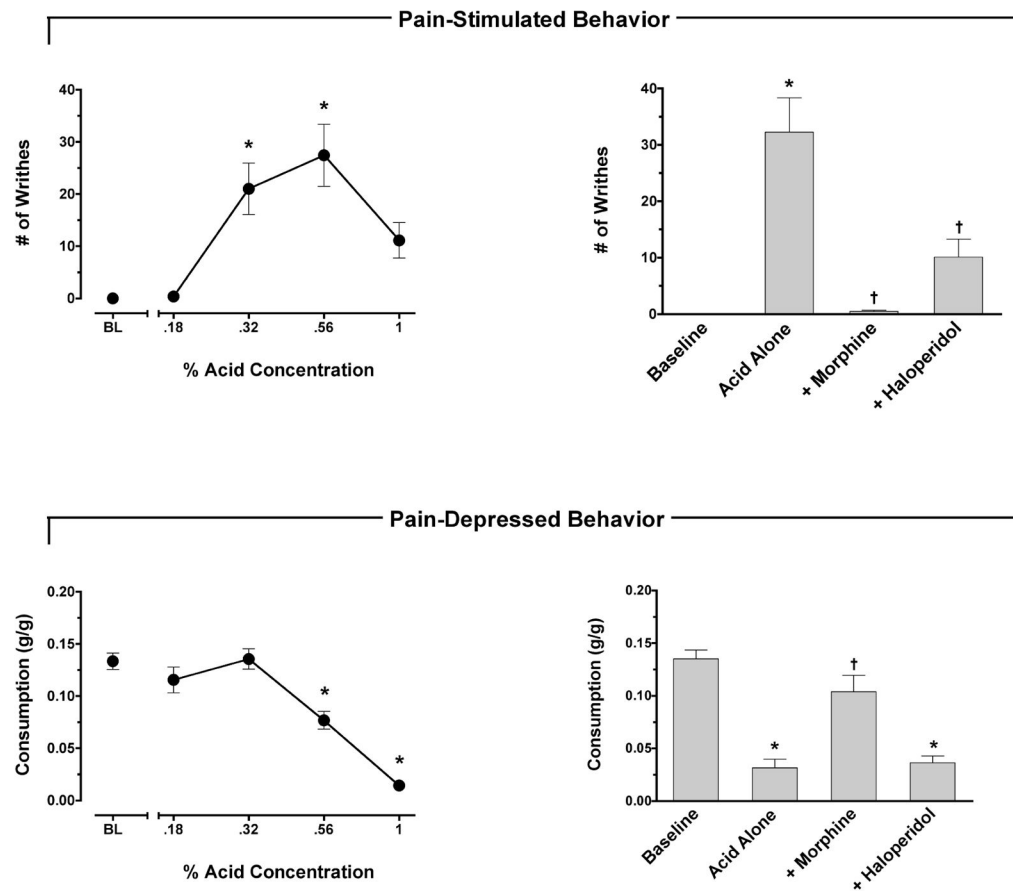 Pain-Stimulated Behavior
40
30
20
10
0
# of Writhes
*
*
BL
.18
.32
.56
1
% Acid Concentration
40
30
20
10
0
# of Writhes
*
†
†
Baseline
Acid Alone
+ Morphine
+ Haloperidol
Pain-Depressed Behavior
0.20
0.15
0.10
0.05
0.00
Consumption (g/g)
*
*
BL
.18
.32
.56
1
% Acid Concentration
0.20
0.15
0.10
0.05
0.00
Consumption (g/g)
*
†
*
Baseline
Acid Alone
+ Morphine
+ Haloperidol